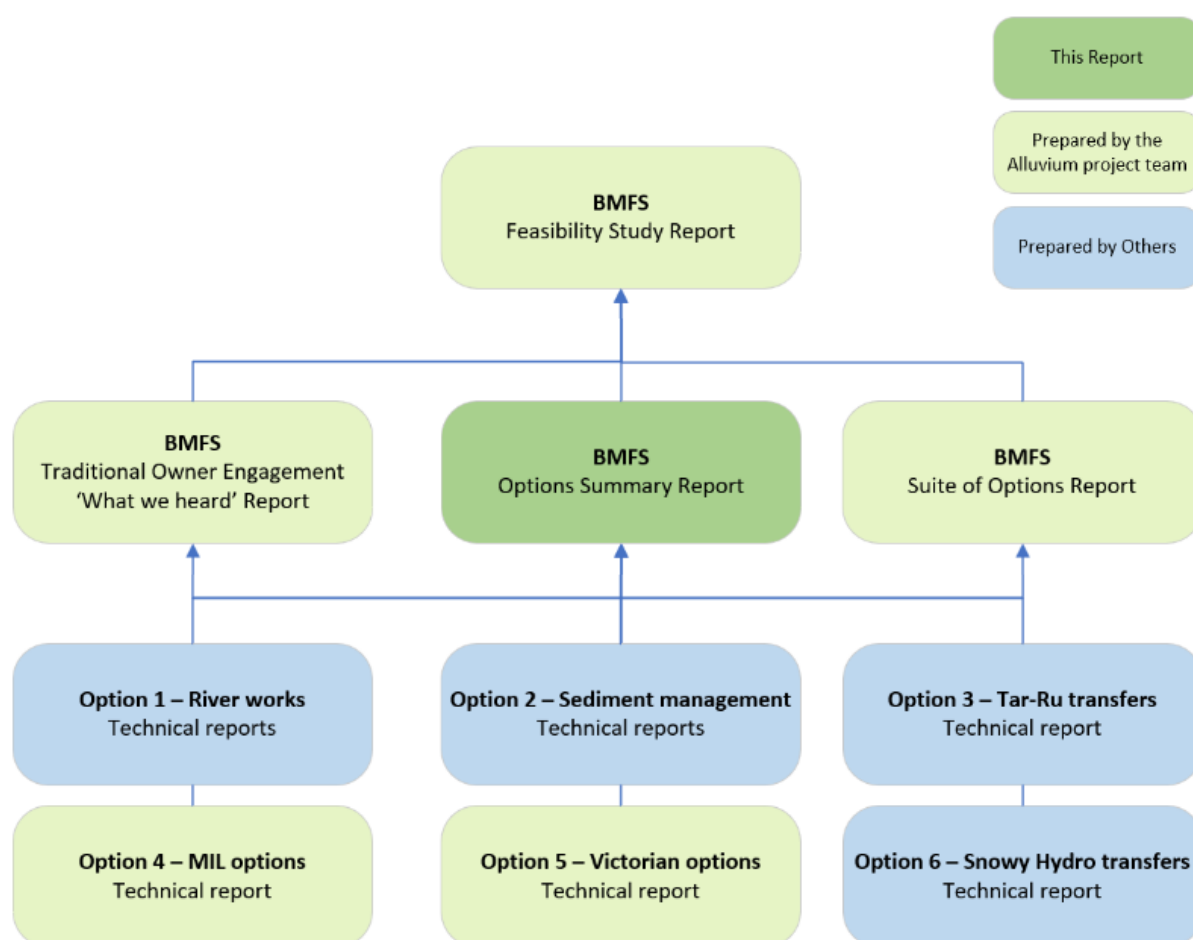 This Report
Prepared by the
Alluvium project team
Prepared by Others
BMFS
Feasibility Study Report
BMFS
Traditional Owner Engagement
‘What we heard’ Report
BMFS
Options Summary Report
BMFS
Suite of Options Report
Option 1 – River works
Technical reports
Option 2 – Sediment management
Technical reports
Option 3 – Tar-Ru transfers
Technical report
Option 4 – MIL options
Technical report
Option 5 – Victorian options
Technical report
Option 6 – Snowy Hydro transfers
Technical report